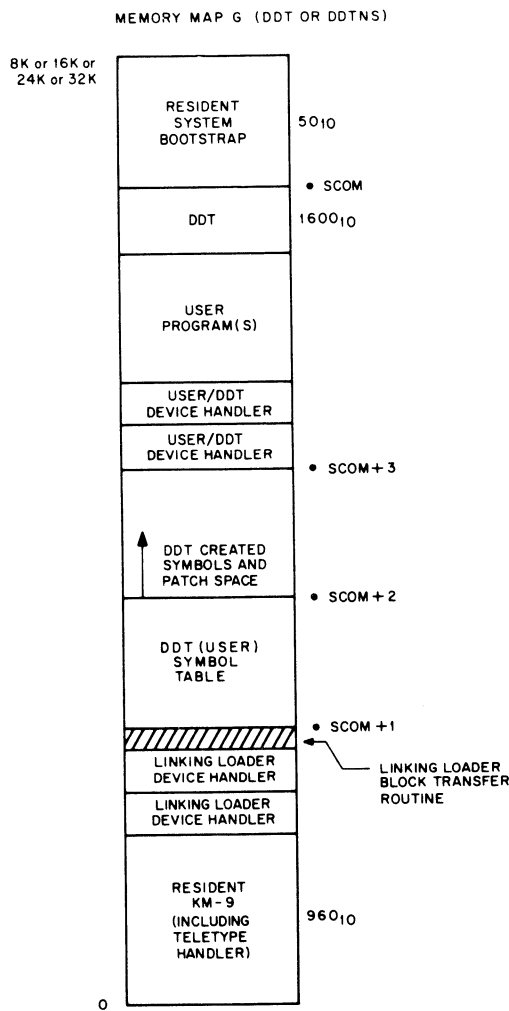 MEMORY MAP G (DDT OR DDTNS)
8K or 16K or
24K or 32K
RESIDENT
SYSTEM
BOOTSTRAP
50₁₀
• SCOM
DDT
1600₁₀
USER
PROGRAM(S)
USER/DDT
DEVICE HANDLER
USER/DDT
DEVICE HANDLER
• SCOM+3
DDT CREATED
SYMBOLS AND
PATCH SPACE
• SCOM+2
DDT (USER)
SYMBOL
TABLE
• SCOM+1
LINKING LOADER
BLOCK TRANSFER
ROUTINE
LINKING LOADER
DEVICE HANDLER
LINKING LOADER
DEVICE HANDLER
RESIDENT
KM-9
(INCLUDING
TELETYPE
HANDLER)
960₁₀
0